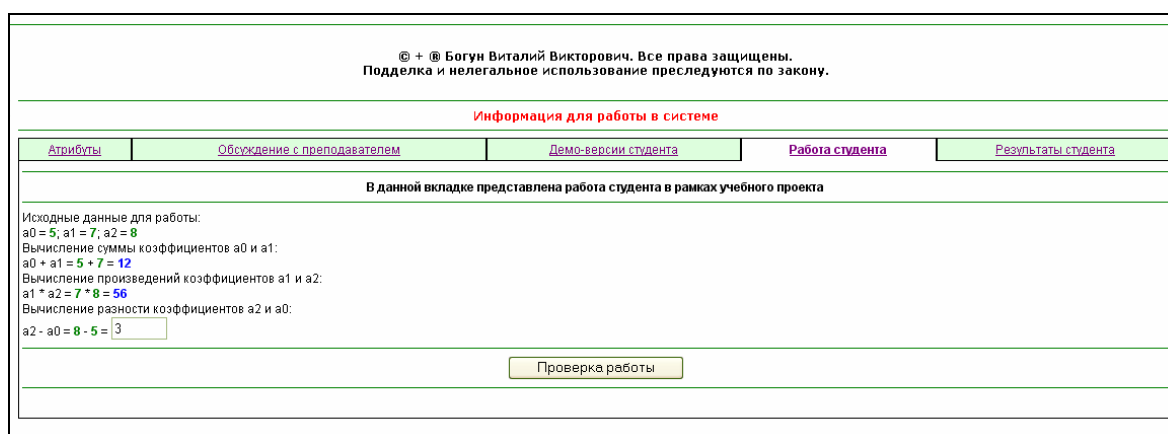 © + ® Богун Виталий Викторович. Все права защищены.
Подделка и нелегальное использование преследуются по закону.
Информация для работы в системе
Атрибуты Обсуждение с преподавателем Демо-версии студента Работа студента Результаты студента
В данной вкладке представлена работа студента в рамках учебного проекта
Исходные данные для работы:
a0 = 5; a1 = 7; a2 = 8
Вычисление суммы коэффициентов a0 и a1:
a0 + a1 = 5 + 7 = 12
Вычисление произведений коэффициентов a1 и a2:
a1 * a2 = 7 * 8 = 56
Вычисление разности коэффициентов a2 и a0:
a2 - a0 = 8 - 5 = 3
Проверка работы